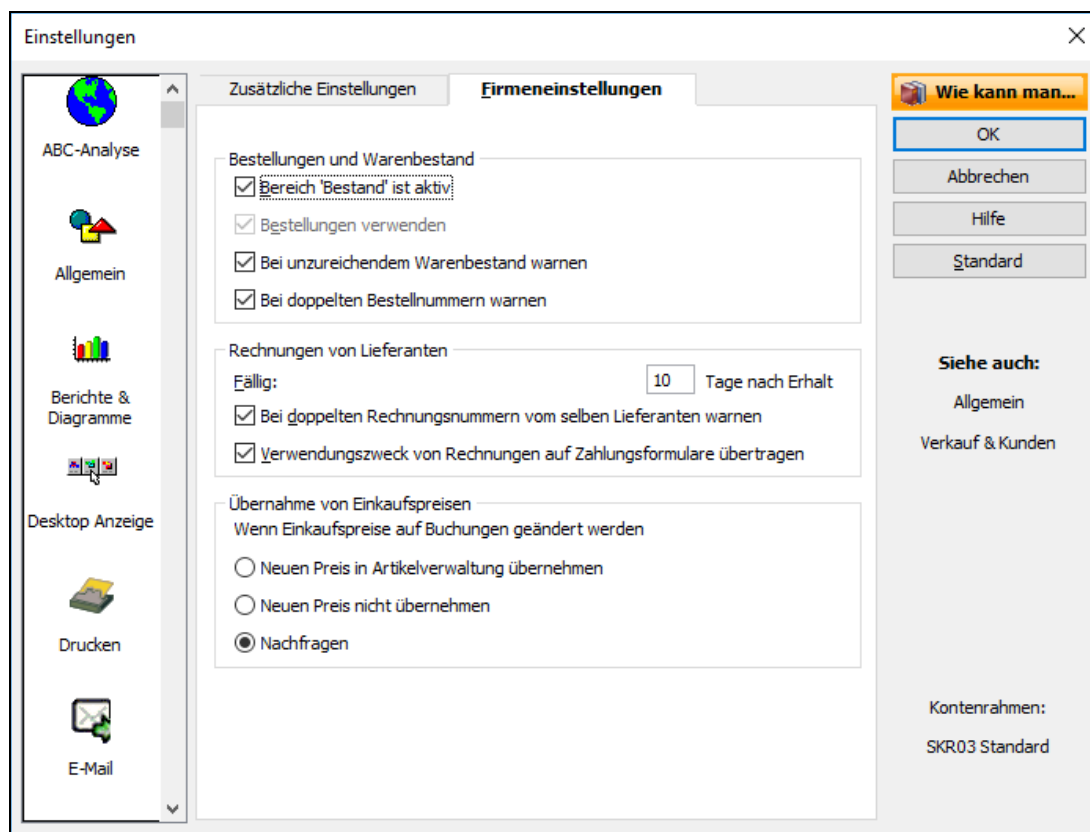 Einstellungen
ABC-Analyse
Allgemein
Berichte &
Diagramme
Desktop Anzeige
Drucken
E-Mail
Zusätzliche Einstellungen
Firmeneinstellungen
Bestellungen und Warenbestand
Bereich 'Bestand' ist aktiv
Bestellungen verwenden
Bei unzureichendem Warenbestand warnen
Bei doppelten Bestellnummern warnen
Rechnungen von Lieferanten
Fällig: 10 Tage nach Erhalt
Bei doppelten Rechnungsnummern vom selben Lieferanten warnen
Verwendungszweck von Rechnungen auf Zahlungsformulare übertragen
Übernahme von Einkaufspreisen
Wenn Einkaufspreise auf Buchungen geändert werden
Neuen Preis in Artikelverwaltung übernehmen
Neuen Preis nicht übernehmen
Nachfragen
Wie kann man...
OK
Abbrechen
Hilfe
Standard
Siehe auch:
Allgemein
Verkauf & Kunden
Kontenrahmen:
SKR03 Standard